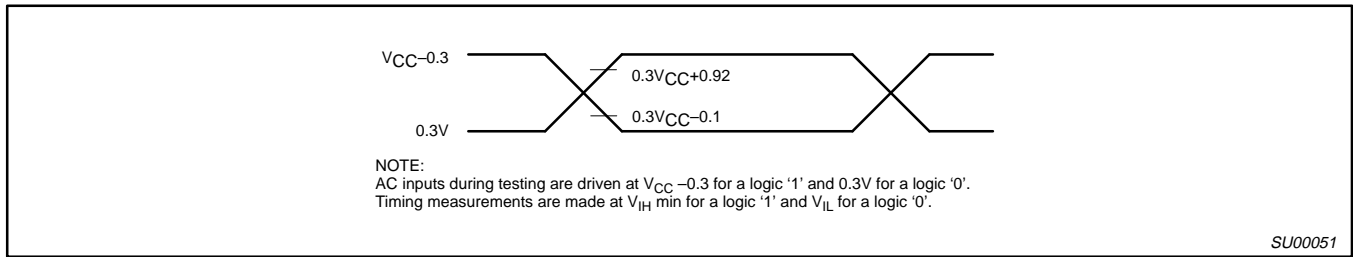 VCC–0.3
0.3VCC+0.92
0.3VCC–0.1
0.3V
NOTE:
AC inputs during testing are driven at VCC –0.3 for a logic ‘1’ and 0.3V for a logic ‘0’.
Timing measurements are made at VIH min for a logic ‘1’ and VIL for a logic ‘0’.
SU00051